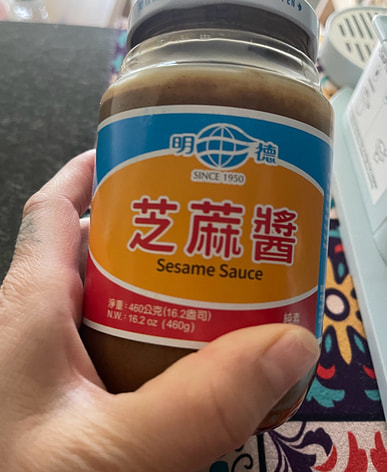 明 德
SINCE 1950
芝蔴醬
Sesame Sauce
淨重:460公克(16.2盎司)
N.W.: 16.2 oz (460g)
純素